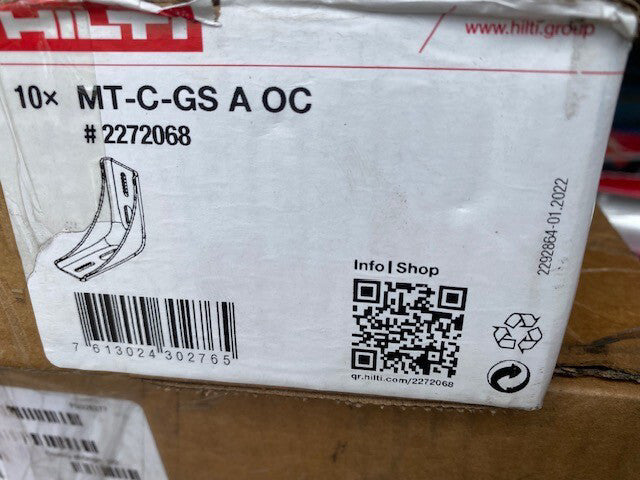 HILTI
www.hilti.group
10x MT-C-GS A OC
# 2272068
Info | Shop
7 613024 302765
qr.hilti.com/2272068
2292864-01.2022